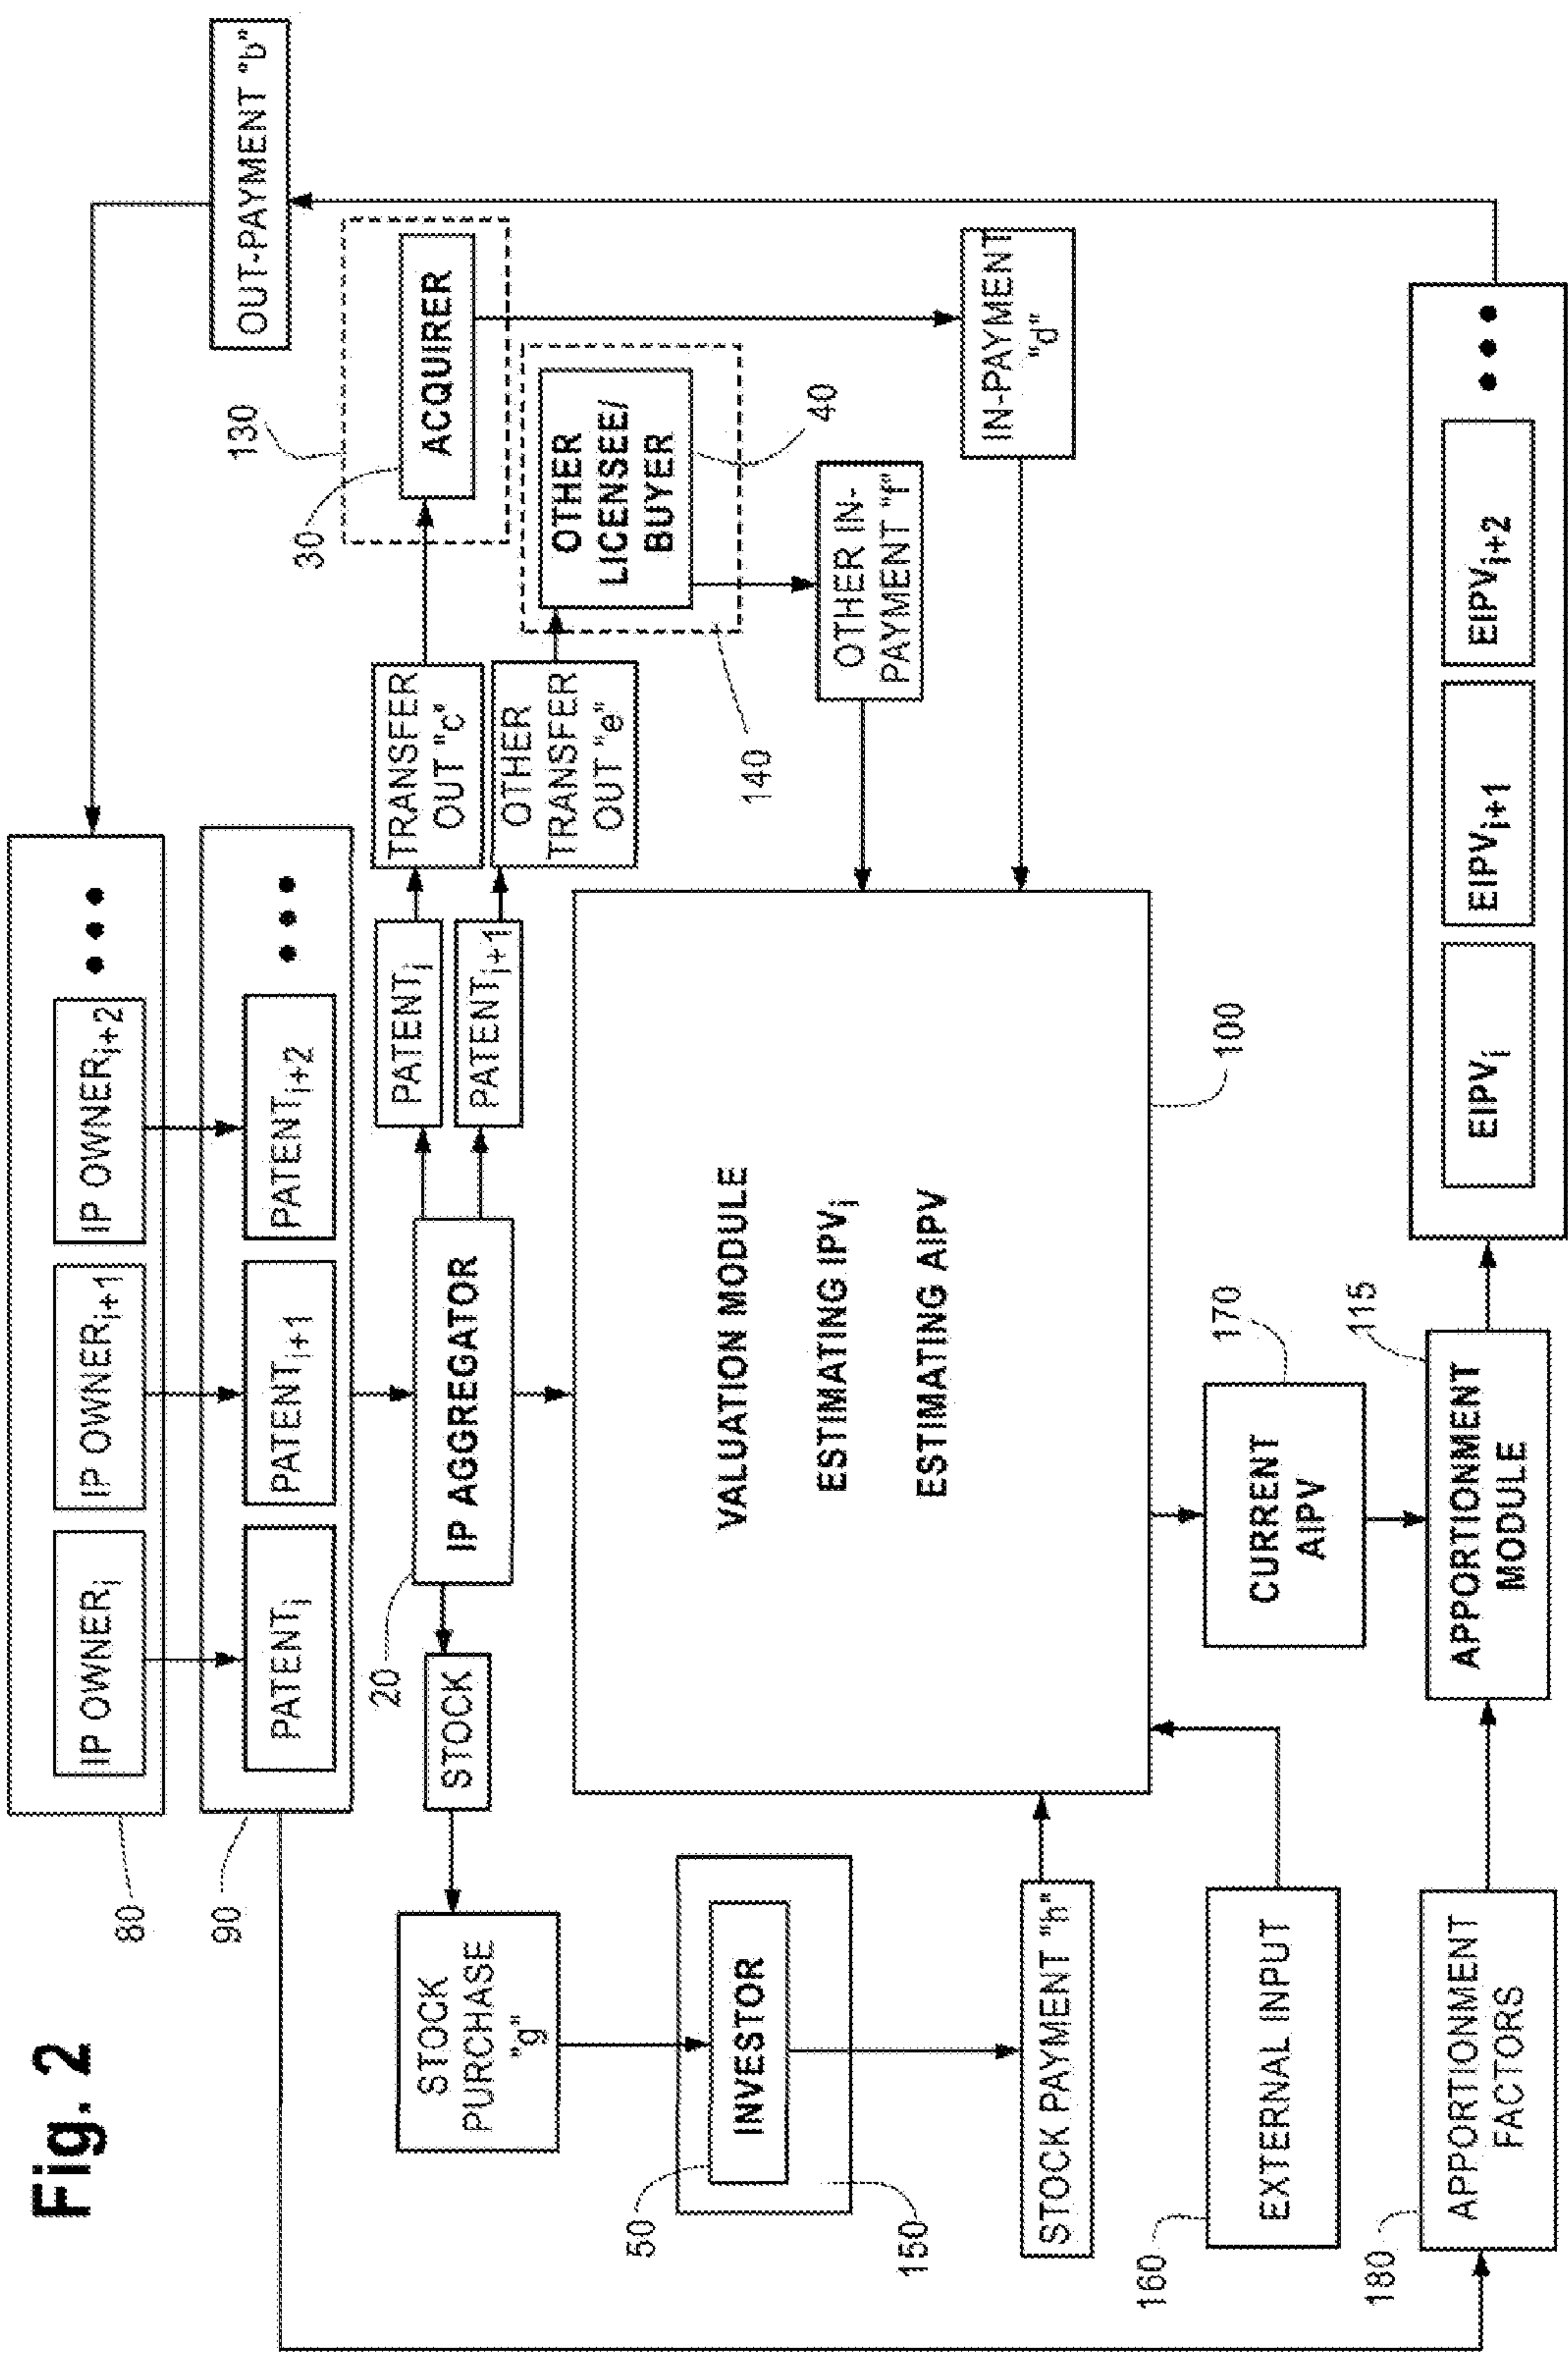 Fig. 2
80
IP OWNERᵢ
IP OWNERᵢ₊₁
IP OWNERᵢ₊₂
•••
OUT-PAYMENT "b"
90
PATENTᵢ
PATENTᵢ₊₁
PATENTᵢ₊₂
•••
STOCK
PURCHASE
"g"
STOCK
20
IP AGGREGATOR
PATENTᵢ
PATENTᵢ₊₁
TRANSFER
OUT "c"
OTHER
TRANSFER
OUT "e"
130
30
ACQUIRER
OTHER
LICENSEE/
BUYER
40
140
50
INVESTOR
150
VALUATION MODULE
ESTIMATING IPVᵢ
ESTIMATING AIPV
100
OTHER IN-
PAYMENT "f"
IN-PAYMENT
"d"
STOCK PAYMENT "h"
160
EXTERNAL INPUT
CURRENT
AIPV
170
180
APPORTIONMENT
FACTORS
APPORTIONMENT
MODULE
115
EIPVᵢ
EIPVᵢ₊₁
EIPVᵢ₊₂
•••